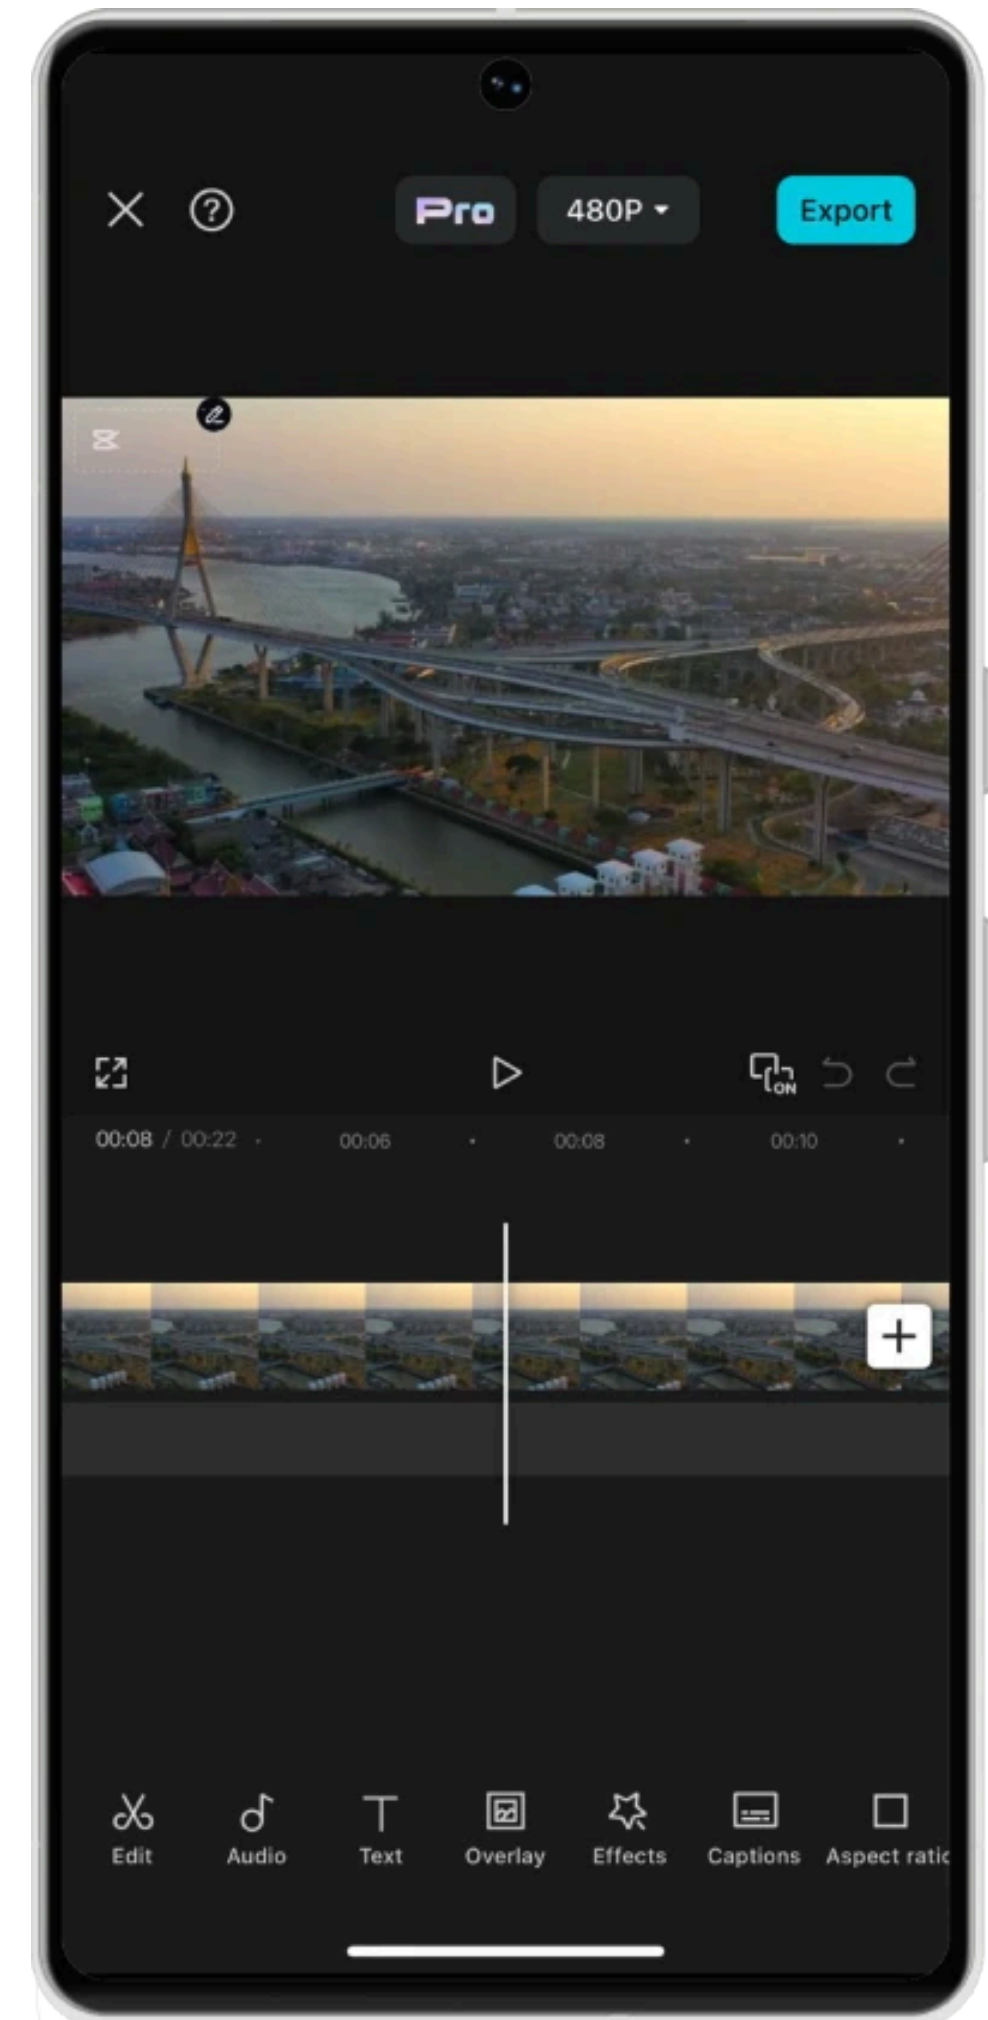 Pro
480P
Export
00:08 / 00:22
00:06
00:08
00:10
ON
Edit
Audio
Text
Overlay
Effects
Captions
Aspect ratio